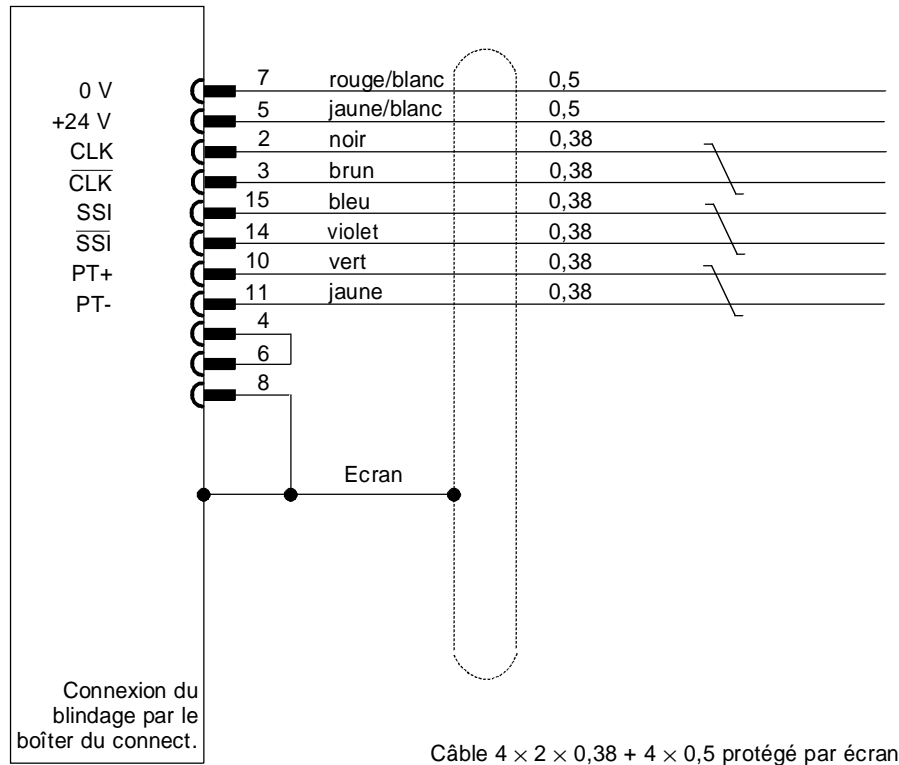 0 V 7 rouge/blanc 0,5
+24 V 5 jaune/blanc 0,5
CLK 2 noir 0,38
CLK 3 brun 0,38
SSI 15 bleu 0,38
SSI 14 violet 0,38
PT+ 10 vert 0,38
PT- 11 jaune 0,38
4
6
8
Ecran
Connexion du
blindage par le
boîter du connect.
Câble 4 × 2 × 0,38 + 4 × 0,5 protégé par écran